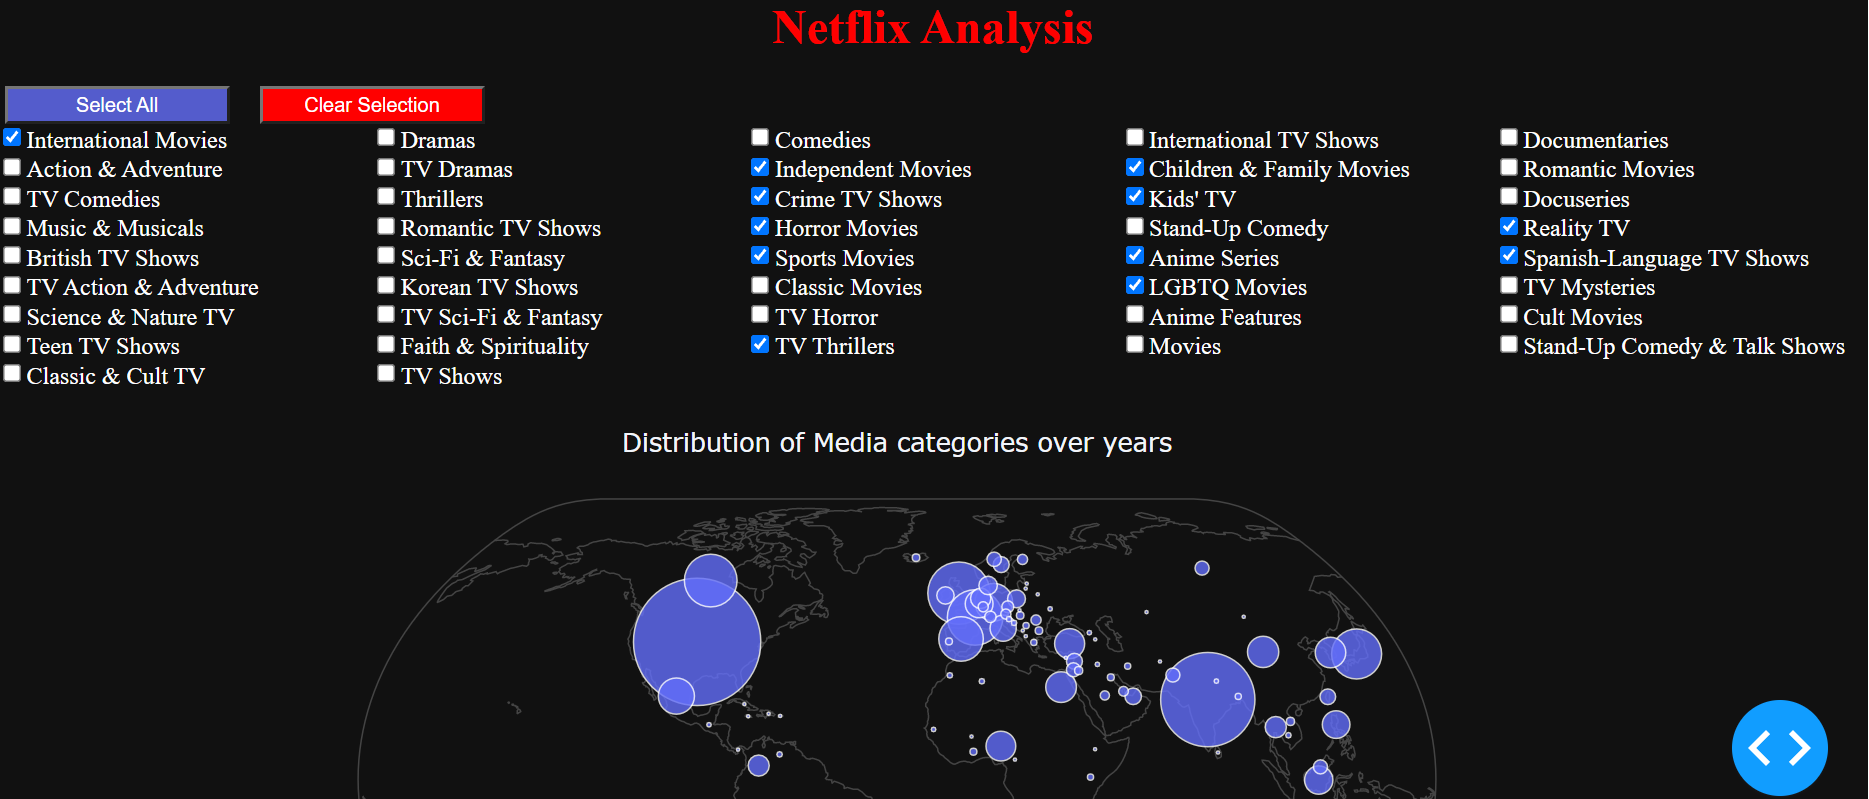 Netflix Analysis
Select All Clear Selection
International Movies Dramas Comedies International TV Shows Documentaries
Action & Adventure TV Dramas Independent Movies Children & Family Movies Romantic Movies
TV Comedies Thrillers Crime TV Shows Kids' TV Docuseries
Music & Musicals Romantic TV Shows Horror Movies Stand-Up Comedy Reality TV
British TV Shows Sci-Fi & Fantasy Sports Movies Anime Series Spanish-Language TV Shows
TV Action & Adventure Korean TV Shows Classic Movies LGBTQ Movies TV Mysteries
Science & Nature TV TV Sci-Fi & Fantasy TV Horror Anime Features Cult Movies
Teen TV Shows Faith & Spirituality TV Thrillers Movies Stand-Up Comedy & Talk Shows
Classic & Cult TV TV Shows
Distribution of Media categories over years